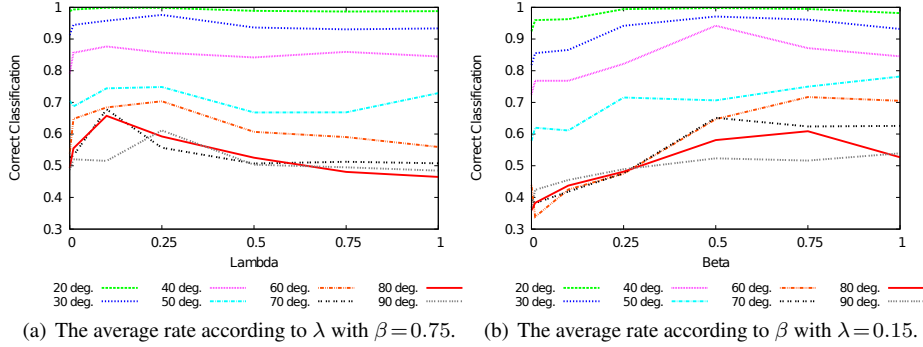 1
0.9
0.8
0.7
0.6
0.5
0.4
0.3
Correct Classification
0 0.25 0.5 0.75 1
Lambda
20 deg. 40 deg. 60 deg. 80 deg.
30 deg. 50 deg. 70 deg. 90 deg.
(a) The average rate according to λ with β=0.75.
1
0.9
0.8
0.7
0.6
0.5
0.4
0.3
Correct Classification
0 0.25 0.5 0.75 1
Beta
20 deg. 40 deg. 60 deg. 80 deg.
30 deg. 50 deg. 70 deg. 90 deg.
(b) The average rate according to β with λ=0.15.